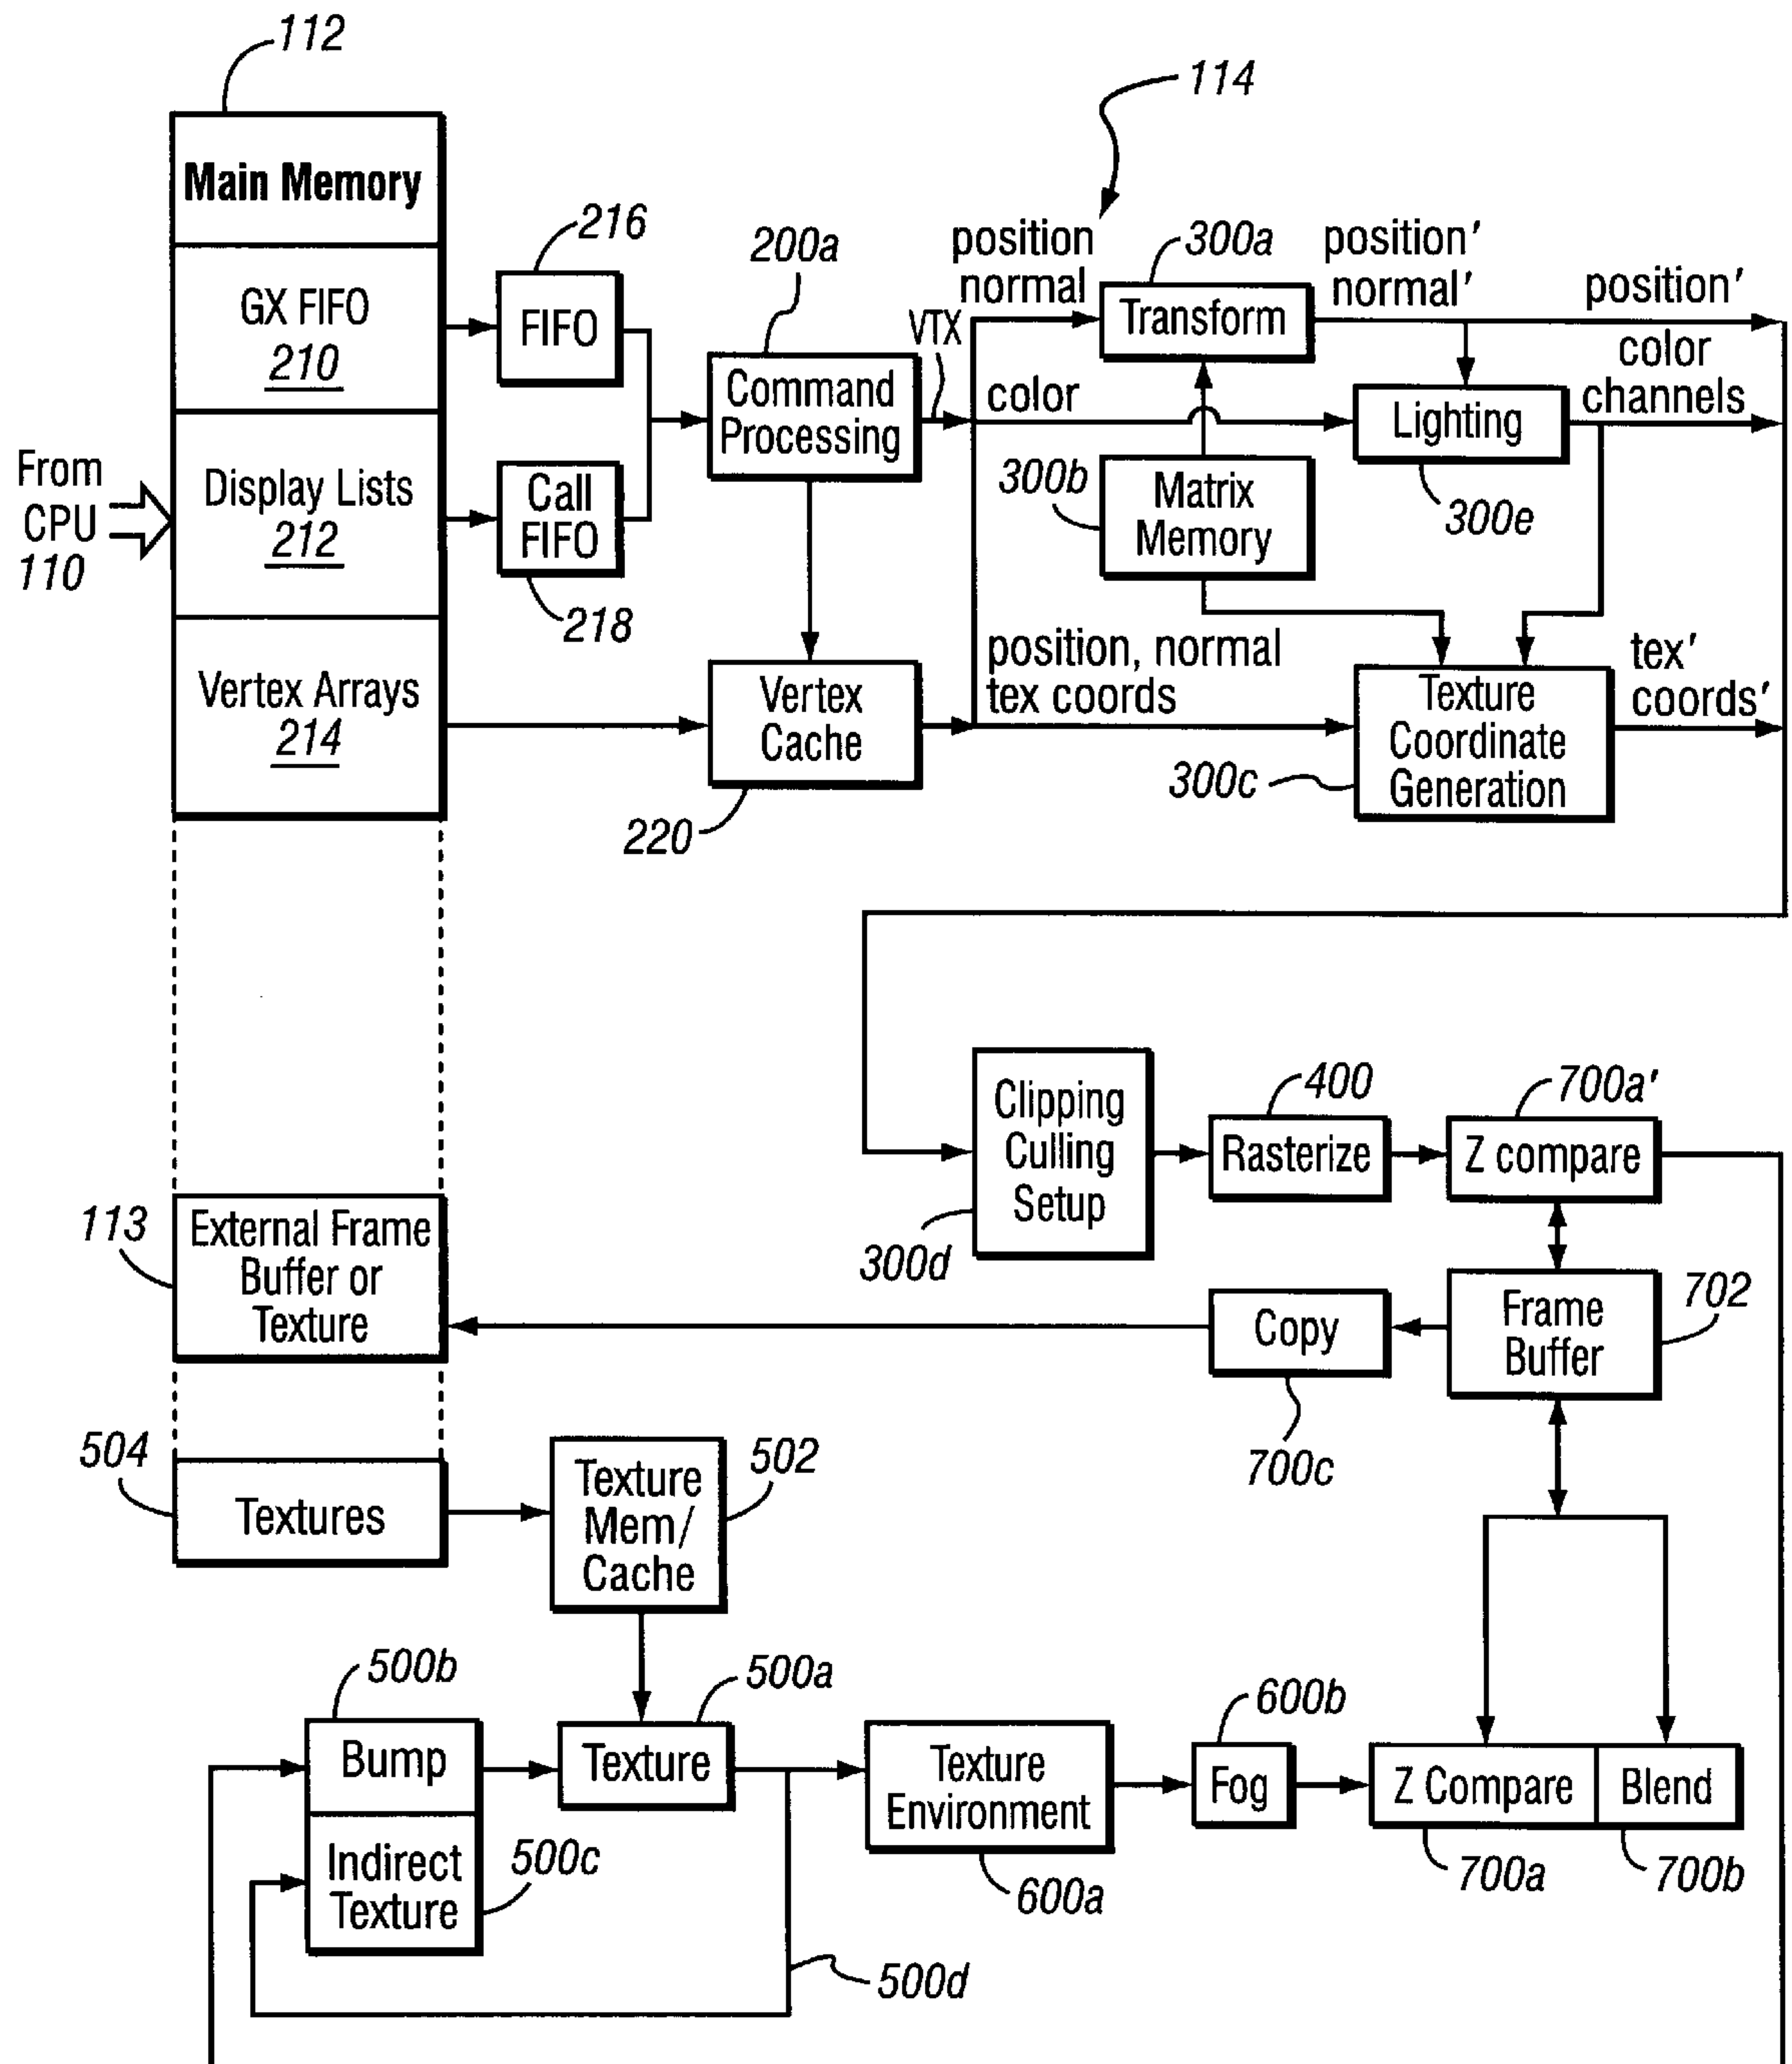 112
114
Main Memory
216
200a
position
normal
300a
position′
normal′
position′
GX FIFO
210
FIFO
VTX
Transform
color
channels
Command
Processing
color
Lighting
From
CPU
110
Display Lists
212
Call
FIFO
300b
Matrix
Memory
300e
218
Vertex Arrays
214
Vertex
Cache
position, normal
tex coords
Texture
Coordinate
Generation
tex′
coords′
300c
220
Clipping
Culling
Setup
400
Rasterize
700a′
Z compare
113
External Frame
Buffer or
Texture
300d
Copy
Frame
Buffer
702
504
Textures
Texture
Mem/
Cache
502
700c
500b
500a
600b
Bump
Texture
Texture
Environment
Fog
Z Compare
Blend
Indirect
Texture
500c
600a
700a
700b
500d